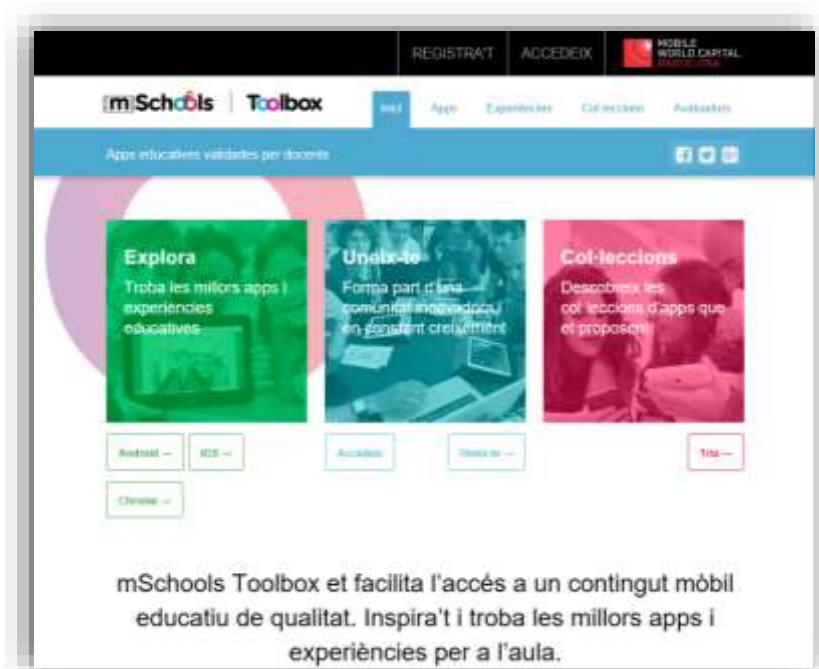 REGISTRA'T ACCEDEIX MOBILE
WORLD CAPITAL
BARCELONA
mSchools Toolbox Inici Apps Experiències Col·leccions Avaluadors
Apps educatives validades per docents
Explora
Troba les millors apps i
experiències
educatives
Uneix-te
Forma part d'una
comunitat innovadora i
en constant creixement
Col·leccions
Descobreix les
col·leccions d'apps que
et proposem
Android →
iOS →
Accedeix
Uneix-te →
Tria →
Chrome →
mSchools Toolbox et facilita l'accés a un contingut mòbil
educatiu de qualitat. Inspira't i troba les millors apps i
experiències per a l'aula.